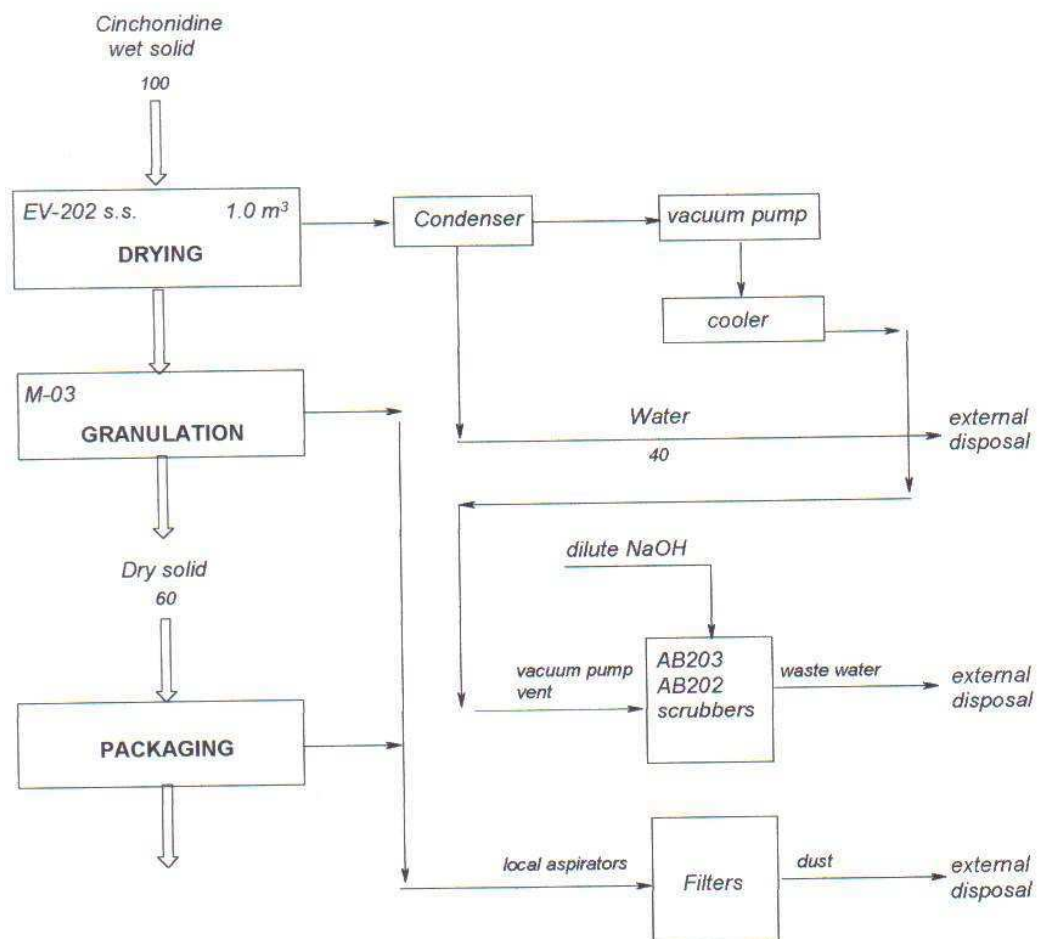 Cinchonidine
wet solid
100
EV-202 s.s. 1.0 m³
DRYING
Condenser
vacuum pump
cooler
M-03
GRANULATION
Water
40
external
disposal
Dry solid
60
dilute NaOH
vacuum pump
vent
AB203
AB202
scrubbers
waste water
external
disposal
PACKAGING
local aspirators
Filters
dust
external
disposal